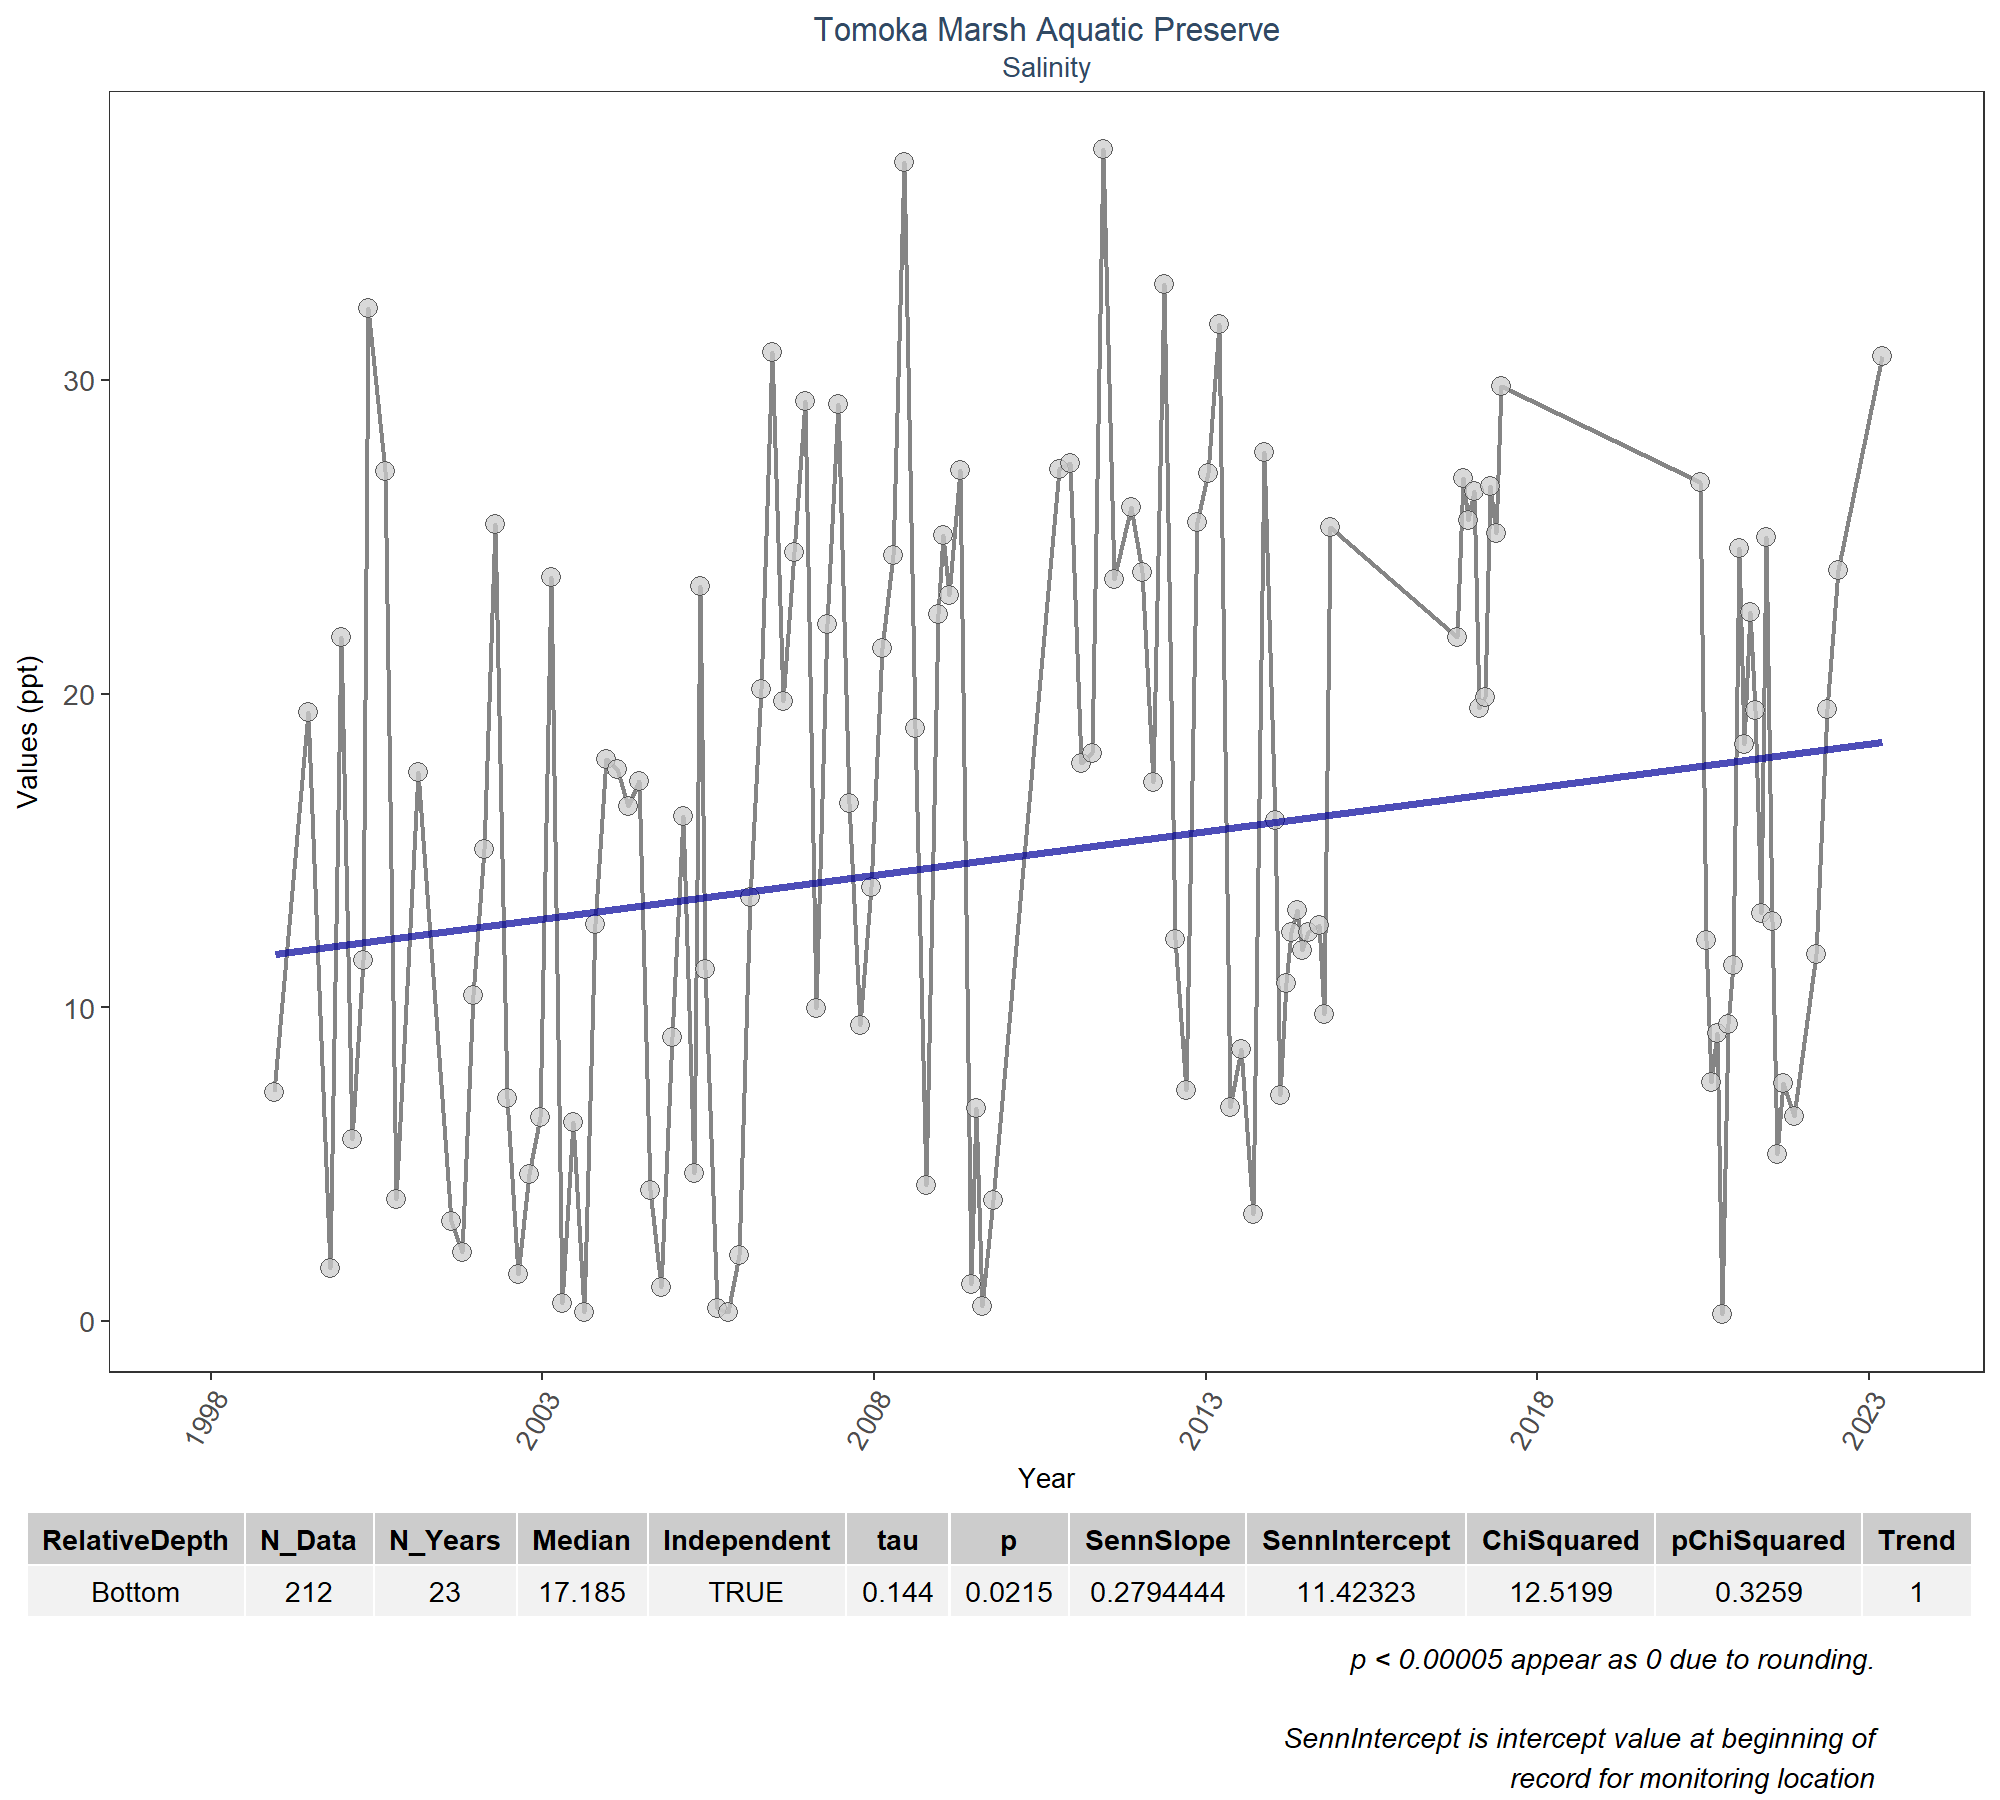 Tomoka Marsh Aquatic Preserve
Salinity
Values (ppt)
30
20
10
0
1998 2003 2008 2013 2018 2023
Year
RelativeDepth N_Data N_Years Median Independent tau p SennSlope SennIntercept ChiSquared pChiSquared Trend
Bottom 212 23 17.185 TRUE 0.144 0.0215 0.2794444 11.42323 12.5199 0.3259 1
p < 0.00005 appear as 0 due to rounding.
SennIntercept is intercept value at beginning of
record for monitoring location